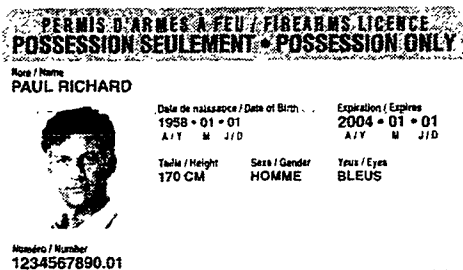 PERMIS D'ARMES À FEU / FIREARMS LICENCE
POSSESSION SEULEMENT • POSSESSION ONLY
Nom / Name
PAUL RICHARD
Date de naissance / Date of Birth
1958 • 01 • 01
A/Y M J/D
Expiration / Expires
2004 • 01 • 01
A/Y M J/D
Taille / Height
170 CM
Sexe / Gender
HOMME
Yeux / Eyes
BLEUS
Numéro / Number
1234567890.01